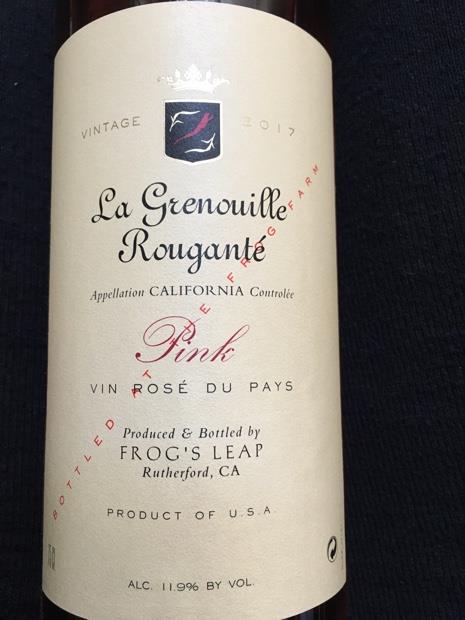 VINTAGE 2017
La Grenouille
Rouganté
Appellation CALIFORNIA Controlée
Pink
VIN ROSÉ DU PAYS
BOTTLED AT THE FROG FARM
Produced & Bottled by
FROG'S LEAP
Rutherford, CA
PRODUCT OF U.S.A.
ALC. 11.9% BY VOL.